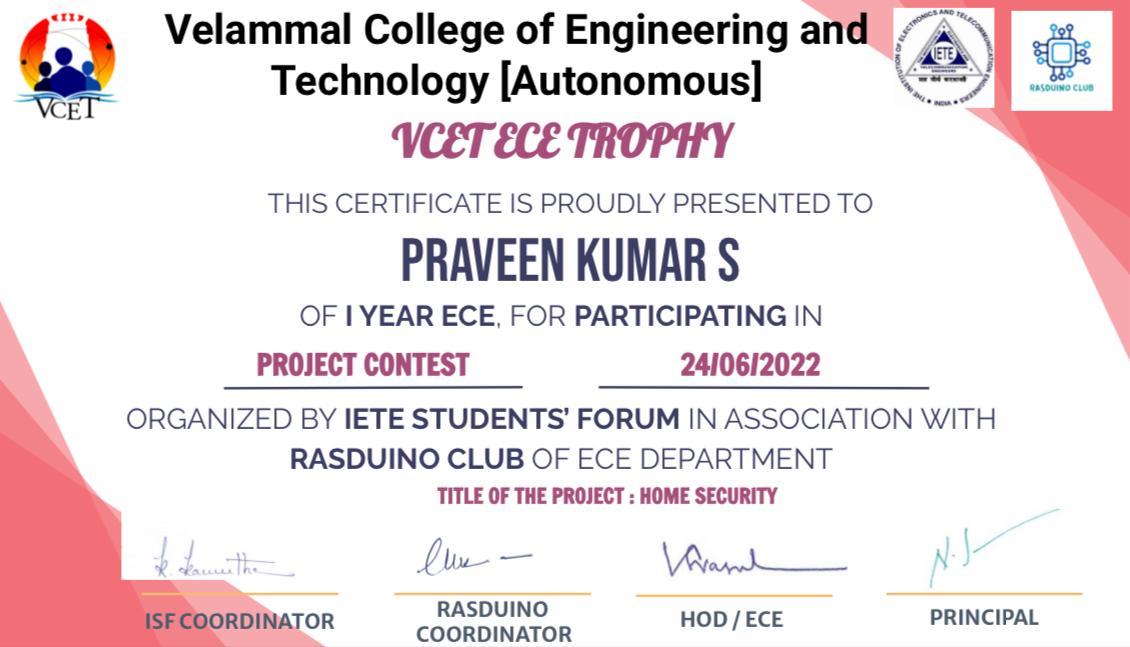 Velammal College of Engineering and
Technology [Autonomous]
VCET
THE INSTITUTION OF ELECTRONICS AND TELECOMMUNICATION ENGINEERS
INDIA
IETE
RASDUINO CLUB
VCET ECE TROPHY
THIS CERTIFICATE IS PROUDLY PRESENTED TO
PRAVEEN KUMAR S
OF I YEAR ECE, FOR PARTICIPATING IN
PROJECT CONTEST 24/06/2022
ORGANIZED BY IETE STUDENTS’ FORUM IN ASSOCIATION WITH
RASDUINO CLUB OF ECE DEPARTMENT
TITLE OF THE PROJECT : HOME SECURITY
ISF COORDINATOR
RASDUINO
COORDINATOR
HOD / ECE
PRINCIPAL